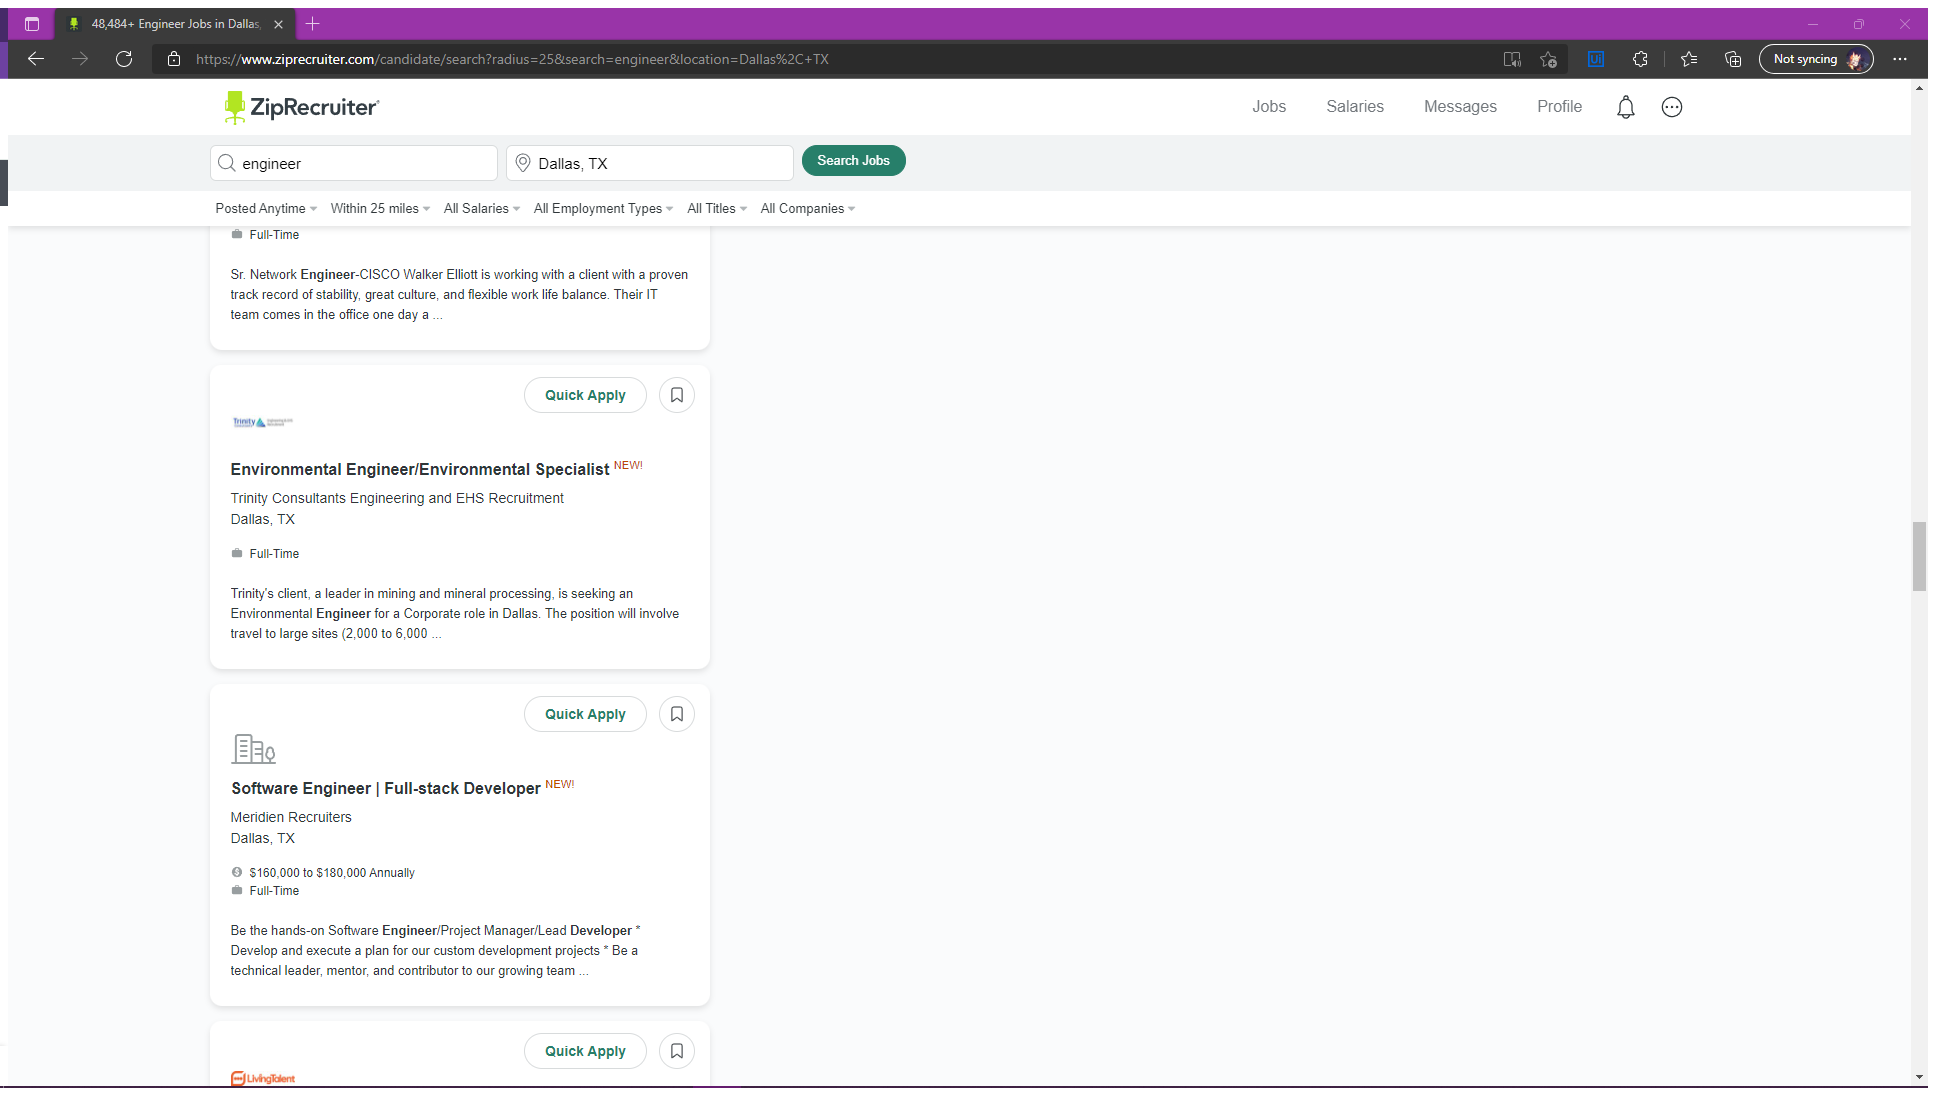 48,484+ Engineer Jobs in Dallas,
https://www.ziprecruiter.com/candidate/search?radius=25&search=engineer&location=Dallas%2C+TX
Not syncing
ZipRecruiter
Jobs
Salaries
Messages
Profile
engineer
Dallas, TX
Search Jobs
Posted Anytime
Within 25 miles
All Salaries
All Employment Types
All Titles
All Companies
Full-Time
Sr. Network Engineer-CISCO Walker Elliott is working with a client with a proven
track record of stability, great culture, and flexible work life balance. Their IT
team comes in the office one day a ...
Quick Apply
Trinity
Environmental Engineer/Environmental Specialist NEW!
Trinity Consultants Engineering and EHS Recruitment
Dallas, TX
Full-Time
Trinity's client, a leader in mining and mineral processing, is seeking an
Environmental Engineer for a Corporate role in Dallas. The position will involve
travel to large sites (2,000 to 6,000 ...
Quick Apply
Software Engineer | Full-stack Developer NEW!
Meridien Recruiters
Dallas, TX
$160,000 to $180,000 Annually
Full-Time
Be the hands-on Software Engineer/Project Manager/Lead Developer *
Develop and execute a plan for our custom development projects * Be a
technical leader, mentor, and contributor to our growing team ...
Quick Apply
LivingTalent